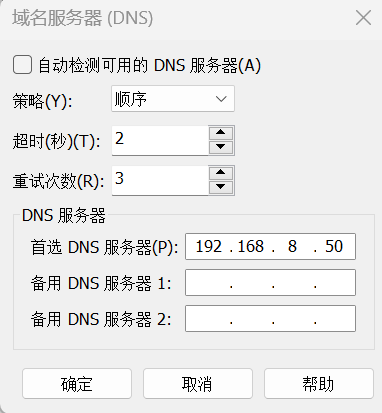 域名服务器 (DNS)
自动检测可用的 DNS 服务器(A)
策略(Y): 顺序
超时(秒)(T): 2
重试次数(R): 3
DNS 服务器
首选 DNS 服务器(P): 192 . 168 . 8 . 50
备用 DNS 服务器 1: . . .
备用 DNS 服务器 2: . . .
确定 取消 帮助